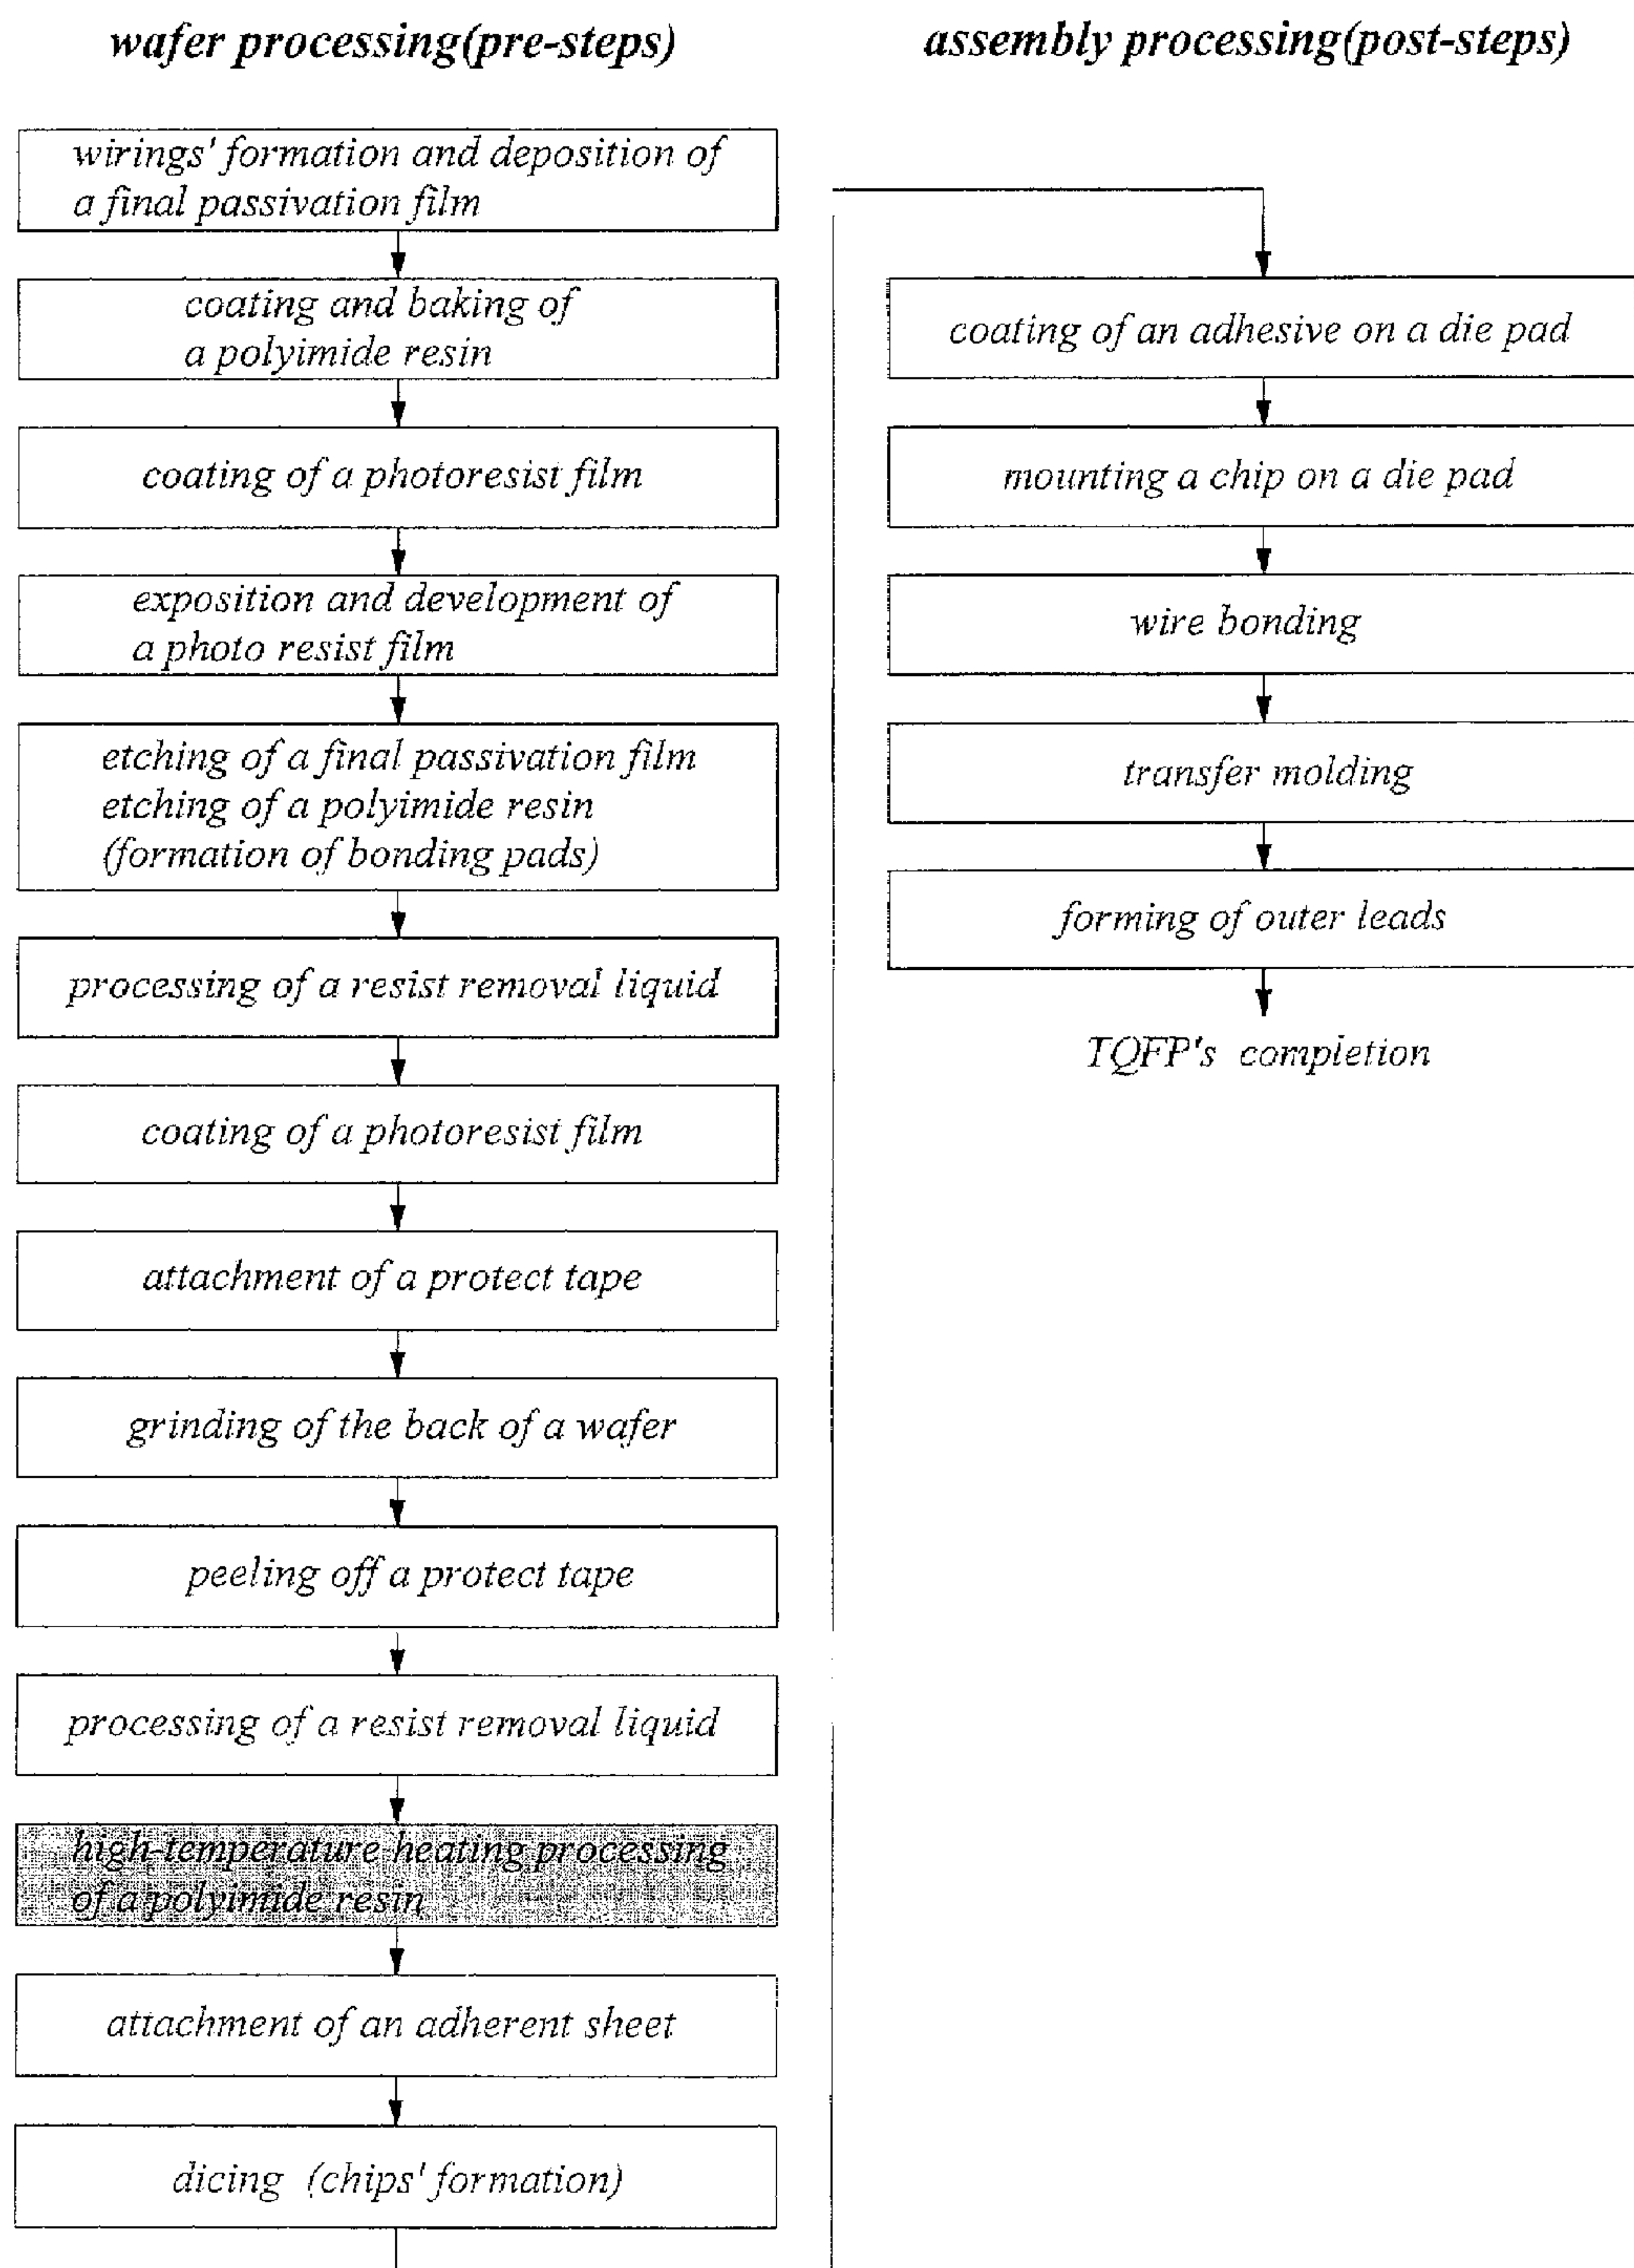 wafer processing(pre-steps)
wirings' formation and deposition of
a final passivation film
coating and baking of
a polyimide resin
coating of a photoresist film
exposition and development of
a photo resist film
etching of a final passivation film
etching of a polyimide resin
(formation of bonding pads)
processing of a resist removal liquid
coating of a photoresist film
attachment of a protect tape
grinding of the back of a wafer
peeling off a protect tape
processing of a resist removal liquid
high-temperature heating processing
of a polyimide resin
attachment of an adherent sheet
dicing (chips' formation)
assembly processing(post-steps)
coating of an adhesive on a die pad
mounting a chip on a die pad
wire bonding
transfer molding
forming of outer leads
TQFP's completion